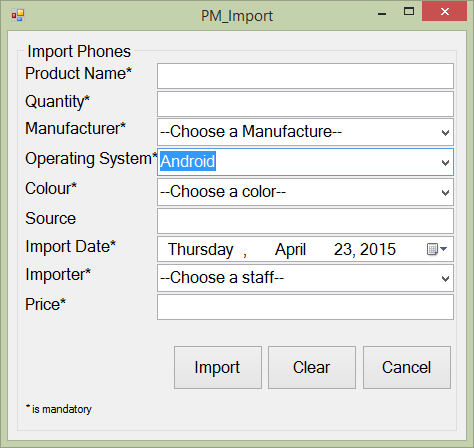 PM_Import
Import Phones
Product Name*
Quantity*
Manufacturer* --Choose a Manufacture--
Operating System* Android
Colour* --Choose a color--
Source
Import Date* Thursday , April 23, 2015
Importer* --Choose a staff--
Price*
Import Clear Cancel
* is mandatory